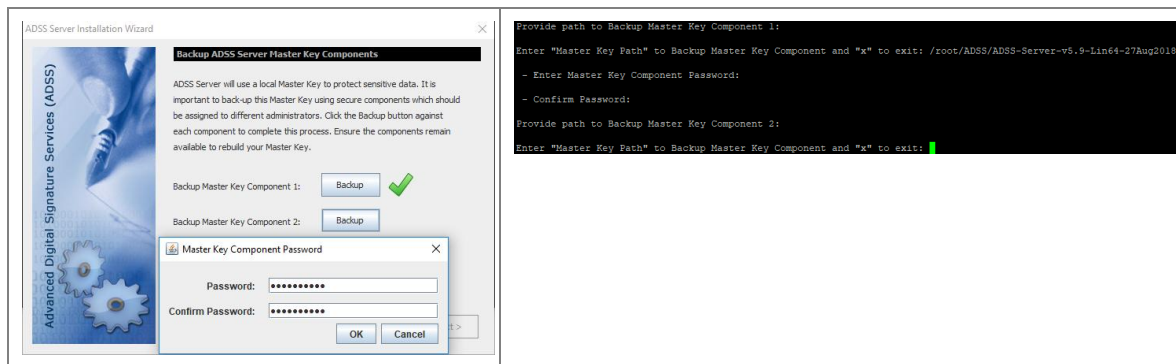 ADSS Server Installation Wizard
Backup ADSS Server Master Key Components
Advanced Digital Signature Services (ADSS)
ADSS Server will use a local Master Key to protect sensitive data. It is
important to back-up this Master Key using secure components which should
be assigned to different administrators. Click the Backup button against
each component to complete this process. Ensure the components remain
available to rebuild your Master Key.
Backup Master Key Component 1: Backup
Backup Master Key Component 2: Backup
Master Key Component Password
Password:
Confirm Password:
OK Cancel
Provide path to Backup Master Key Component 1:
Enter "Master Key Path" to Backup Master Key Component and "x" to exit: /root/ADSS/ADSS-Server-v5.9-Lin64-27Aug2018
- Enter Master Key Component Password:
- Confirm Password:
Provide path to Backup Master Key Component 2:
Enter "Master Key Path" to Backup Master Key Component and "x" to exit: